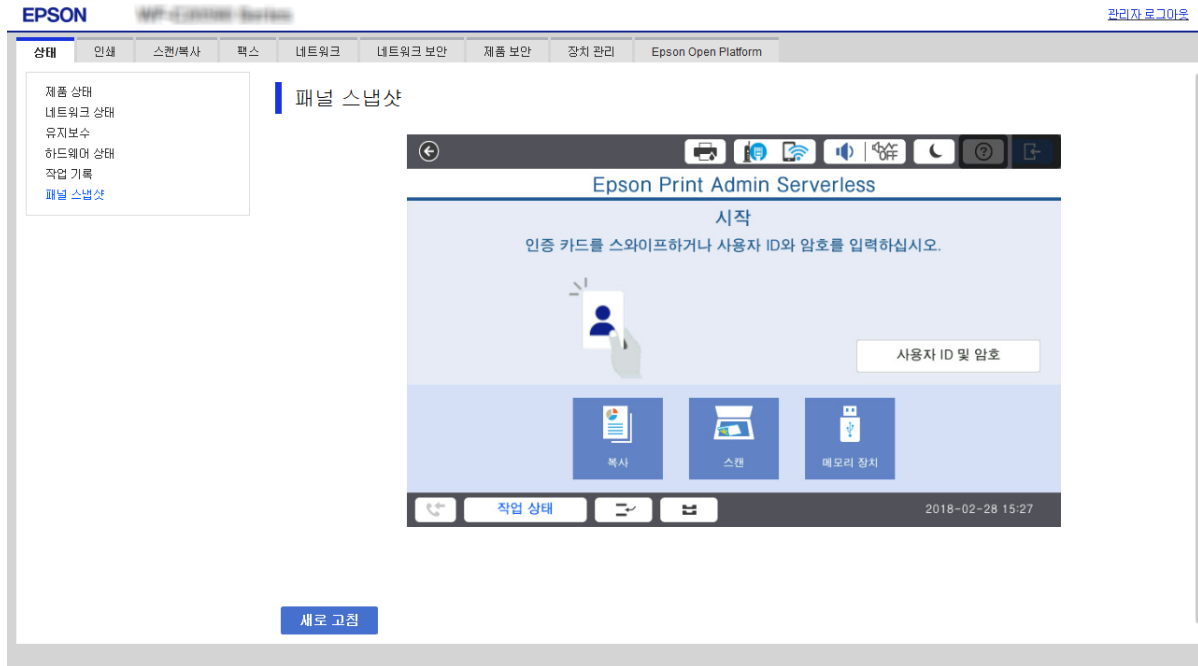 EPSON
관리자 로그아웃
상태 인쇄 스캔/복사 팩스 네트워크 네트워크 보안 제품 보안 장치 관리 Epson Open Platform
제품 상태
네트워크 상태
유지보수
하드웨어 상태
작업 기록
패널 스냅샷
패널 스냅샷
OFF
Epson Print Admin Serverless
시작
인증 카드를 스와이프하거나 사용자 ID와 암호를 입력하십시오.
사용자 ID 및 암호
복사 스캔 메모리 장치
작업 상태 2018-02-28 15:27
새로 고침